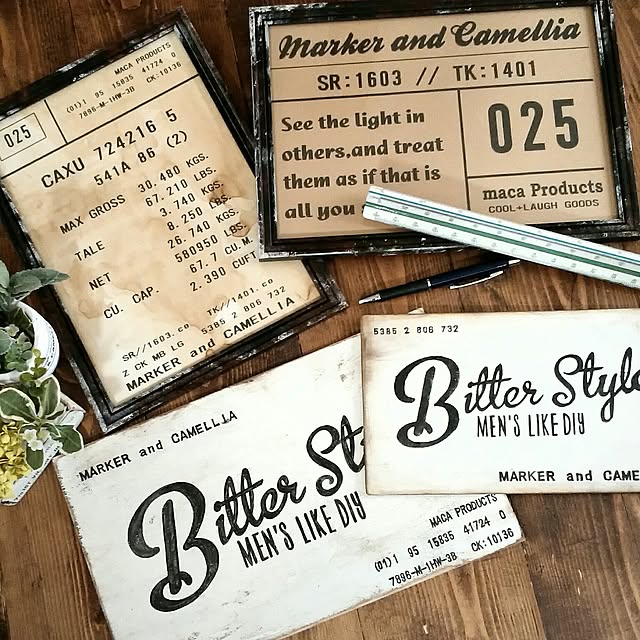 MACA PRODUCTS
(01)1 95 15835 41724 0
7896-M-1HW-3B CK:10136
025
CAXU 724216 5
541A 86 (2)
MAX GROSS 30.480 KGS.
67.210 LBS.
TALE 3.740 KGS.
8.250 LBS.
NET 26.740 KGS.
580950 LBS.
CU. CAP. 67.7 CU.M.
2.390 CUFT.
SR//1603.co TK//1401.co
Z CK MB LG 5385 2 806 732
MARKER and CAMELLIA
Marker and Camellia
SR:1603 // TK:1401
See the light in
others,and treat
them as if that is
all you
025
maca Products
COOL+LAUGH GOODS
5385 2 806 732
Bitter Style
MEN'S LIKE DIY
MARKER and CAME
MARKER and CAMELLIA
Bitter St
MEN'S LIKE DIY
MACA PRODUCTS
(01)1 95 15835 41724 0
7896-M-1HW-3B CK:10136